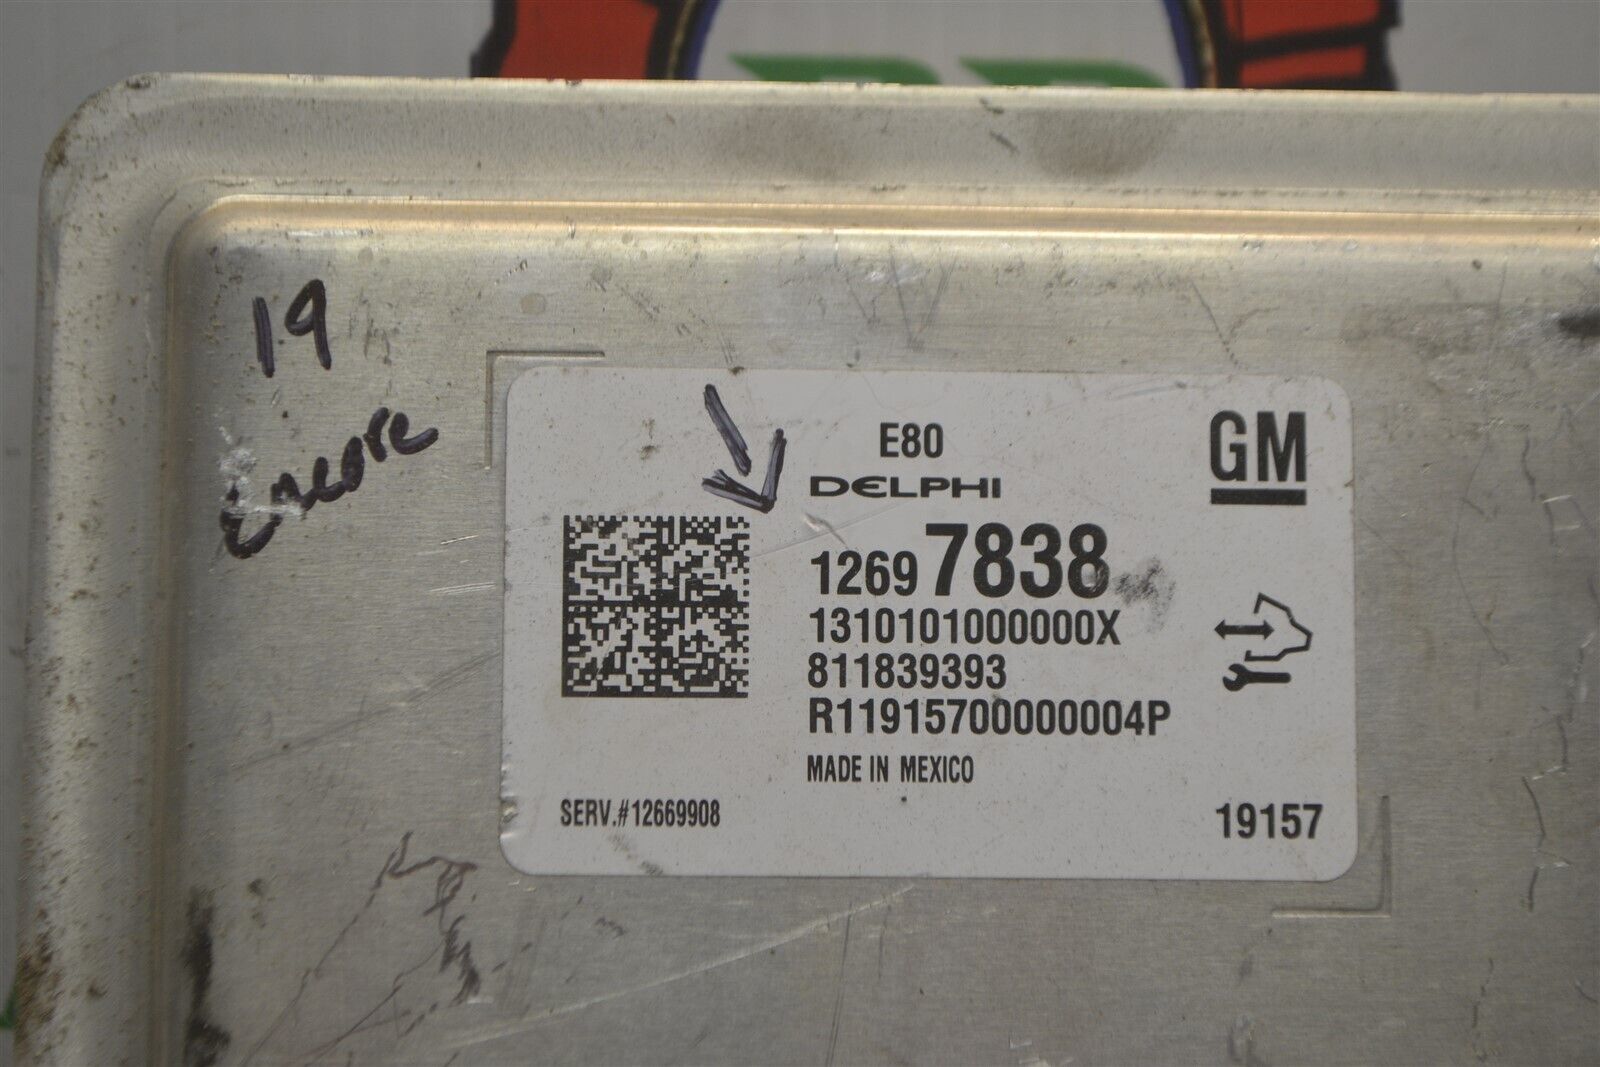 19
Encore
E80
DELPHI
GM
12697838
1310101000000X
811839393
R11915700000004P
MADE IN MEXICO
SERV.#12669908
19157